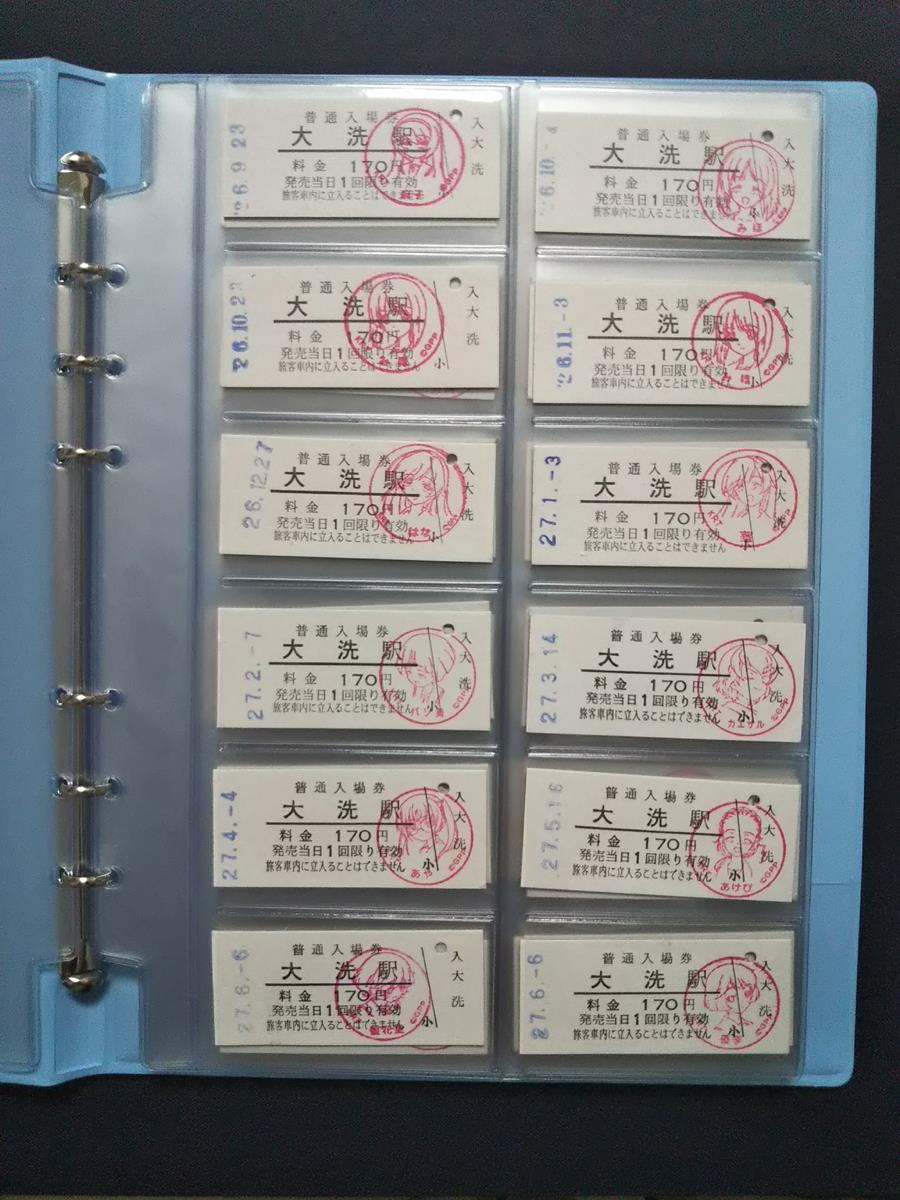 26.9.23
普通入場券
大洗駅
料金 170円
発売当日1回限り有効
旅客車内に立入ることはできません
小
入大洗
麻子
©GPP
26.10.-4
普通入場券
大洗駅
料金 170円
発売当日1回限り有効
旅客車内に立入ることはできません
小
入大洗
みほ
26.10.23
普通入場券
大洗駅
料金 170円
発売当日1回限り有効
旅客車内に立入ることはできません
小
入大洗
©GPP
26.11.-3
普通入場券
大洗駅
料金 170円
発売当日1回限り有効
旅客車内に立入ることはできません
小
入大洗
©GPP
26.12.27
普通入場券
大洗駅
料金 170円
発売当日1回限り有効
旅客車内に立入ることはできません
小
入大洗
はな
27.1.-3
普通入場券
大洗駅
料金 170円
発売当日1回限り有効
旅客車内に立入ることはできません
小
入大洗
©GPP
27.2.-7
普通入場券
大洗駅
料金 170円
発売当日1回限り有効
旅客車内に立入ることはできません
小
入大洗
©GPP
27.3.14
普通入場券
大洗駅
料金 170円
発売当日1回限り有効
旅客車内に立入ることはできません
小
入大洗
カエサル
©GPP
27.4.-4
普通入場券
大洗駅
料金 170円
発売当日1回限り有効
旅客車内に立入ることはできません
小
入大洗
あや
©GPP
27.5.16
普通入場券
大洗駅
料金 170円
発売当日1回限り有効
旅客車内に立入ることはできません
小
入大洗
あけび
©GPP
27.6.-6
普通入場券
大洗駅
料金 170円
発売当日1回限り有効
旅客車内に立入ることはできません
小
入大洗
©GPP
27.6.-6
普通入場券
大洗駅
料金 170円
発売当日1回限り有効
旅客車内に立入ることはできません
小
入大洗
©GPP